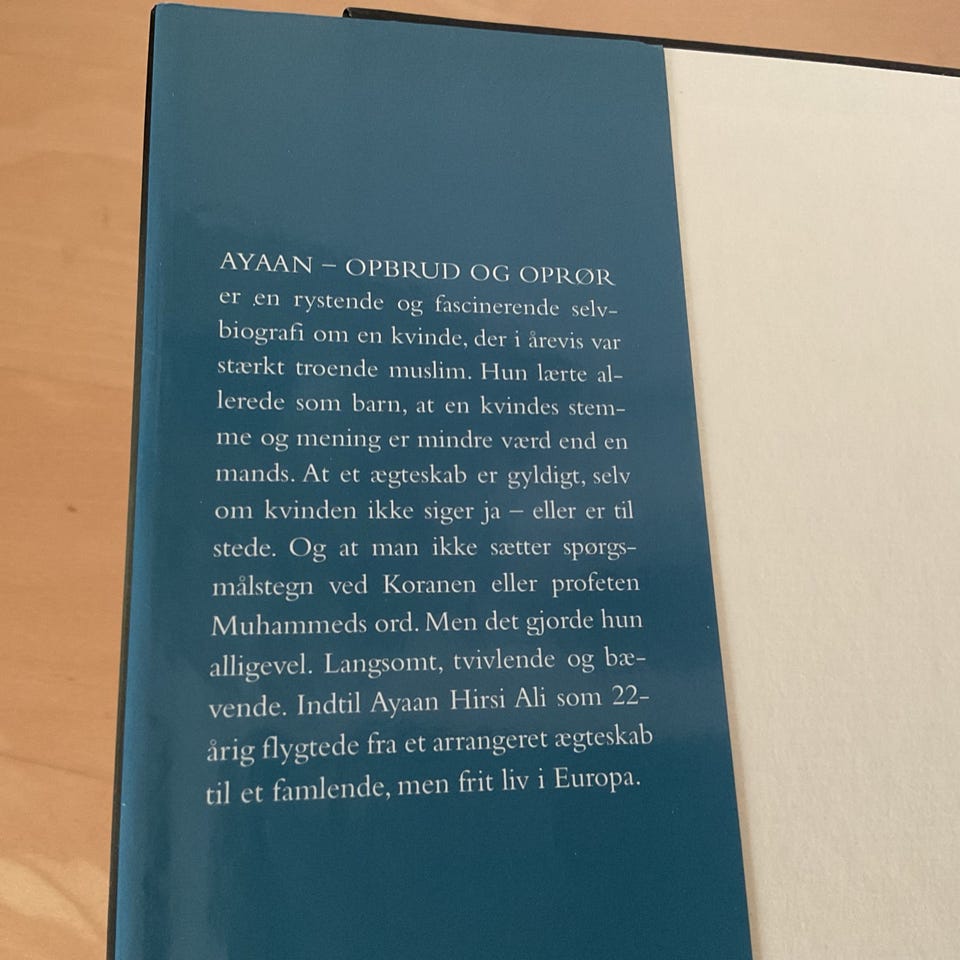 AYAAN – OPBRUD OG OPRØR
er en rystende og fascinerende selv-
biografi om en kvinde, der i årevis var
stærkt troende muslim. Hun lærte al-
lerede som barn, at en kvindes stem-
me og mening er mindre værd end en
mands. At et ægteskab er gyldigt, selv
om kvinden ikke siger ja – eller er til
stede. Og at man ikke sætter spørgs-
målstegn ved Koranen eller profeten
Muhammeds ord. Men det gjorde hun
alligevel. Langsomt, tvivlende og bæ-
vende. Indtil Ayaan Hirsi Ali som 22-
årig flygtede fra et arrangeret ægteskab
til et famlende, men frit liv i Europa.